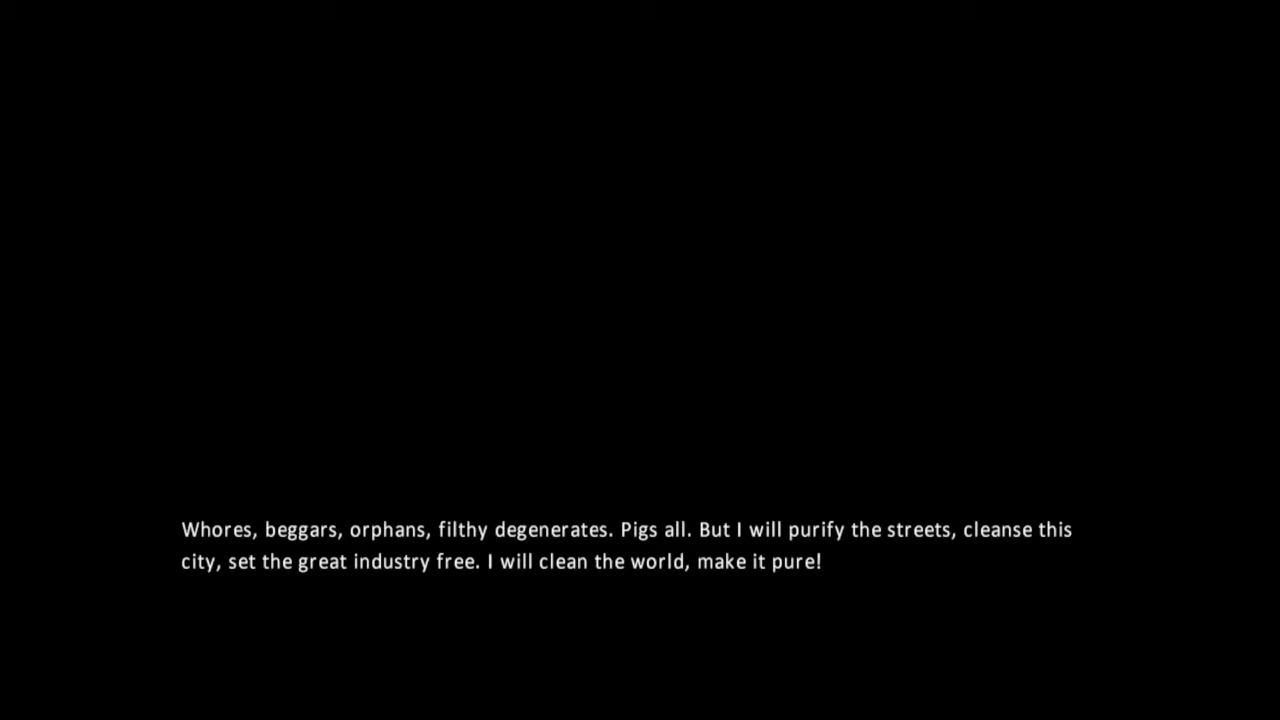 Whores, beggars, orphans, filthy degenerates. Pigs all. But I will purify the streets, cleanse this
city, set the great industry free. I will clean the world, make it pure!